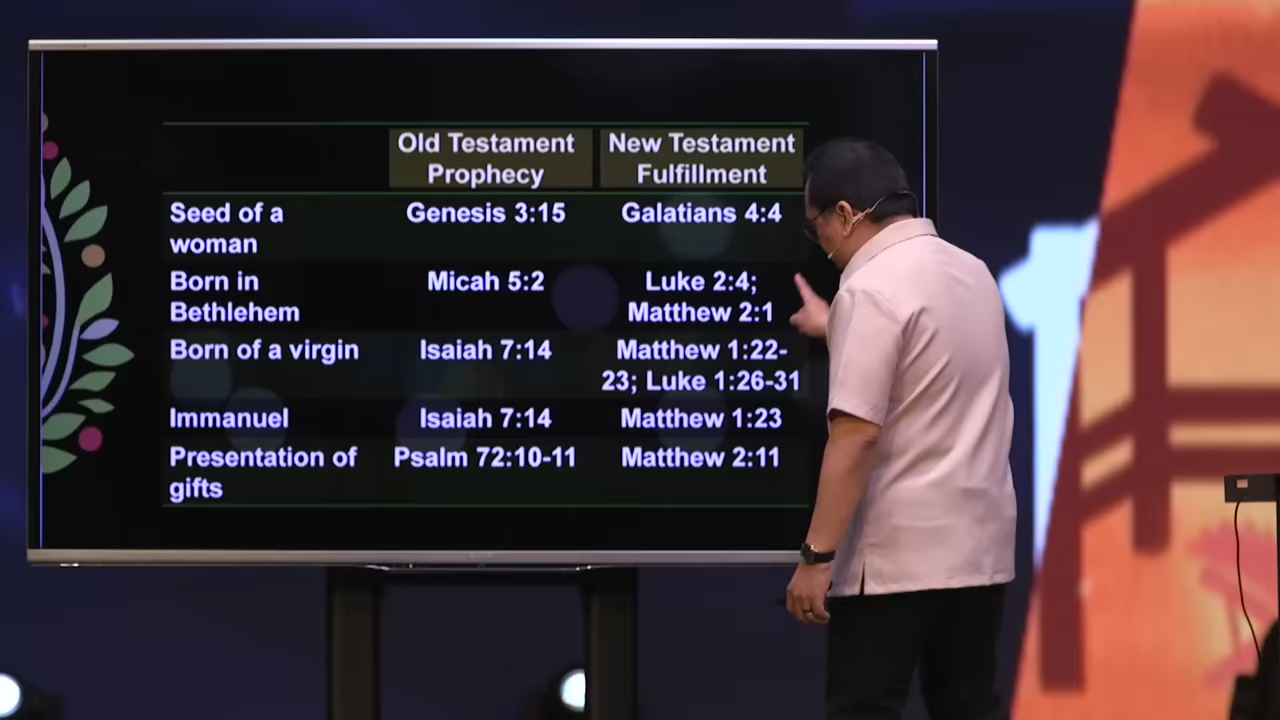 Old Testament New Testament
Prophecy Fulfillment
Seed of a Genesis 3:15 Galatians 4:4
woman
Born in Micah 5:2 Luke 2:4;
Bethlehem Matthew 2:1
Born of a virgin Isaiah 7:14 Matthew 1:22-
23; Luke 1:26-31
Immanuel Isaiah 7:14 Matthew 1:23
Presentation of Psalm 72:10-11 Matthew 2:11
gifts